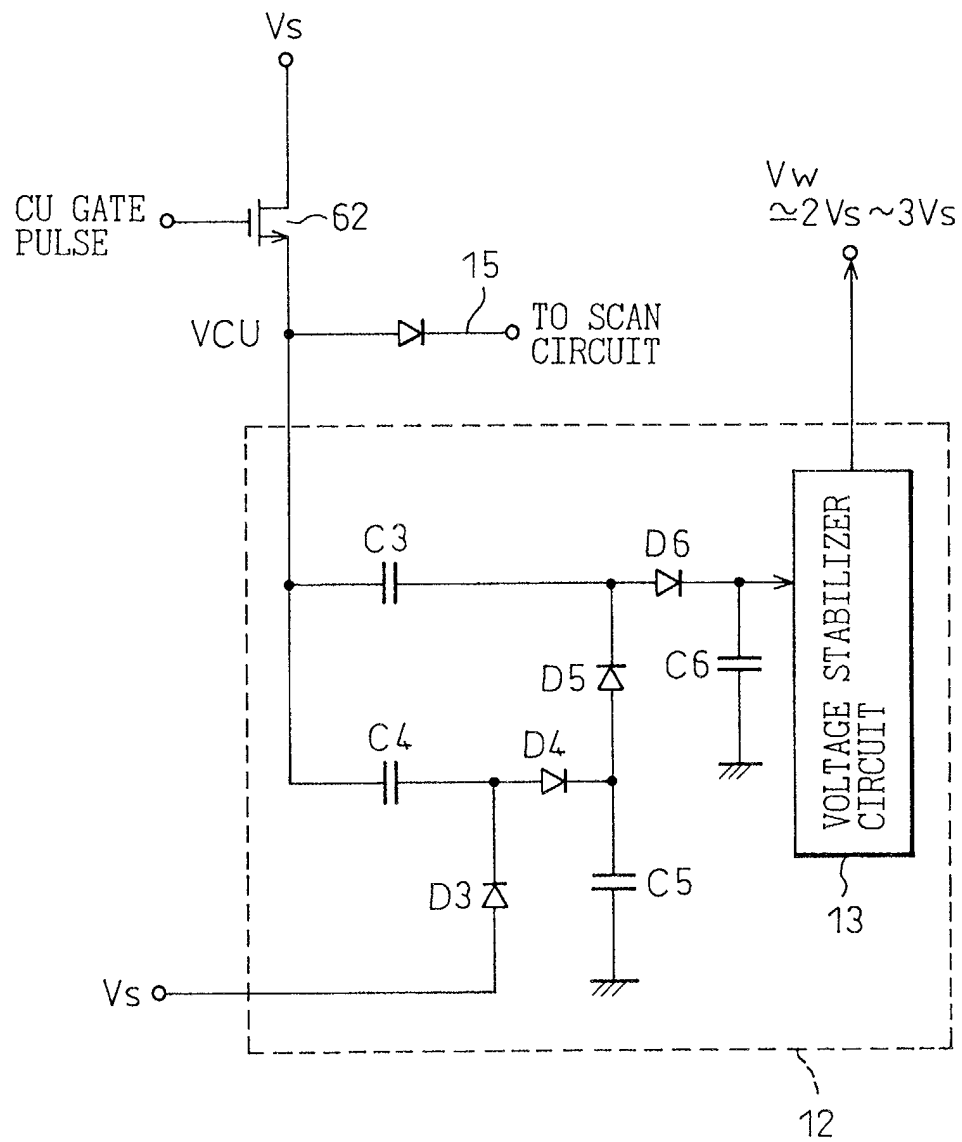 Vs
CU GATE
PULSE
62
Vw
≃2Vs~3Vs
15
VCU
TO SCAN
CIRCUIT
C3
D6
D5
C6
C4
D4
D3
C5
VOLTAGE STABILIZER
CIRCUIT
13
Vs
12